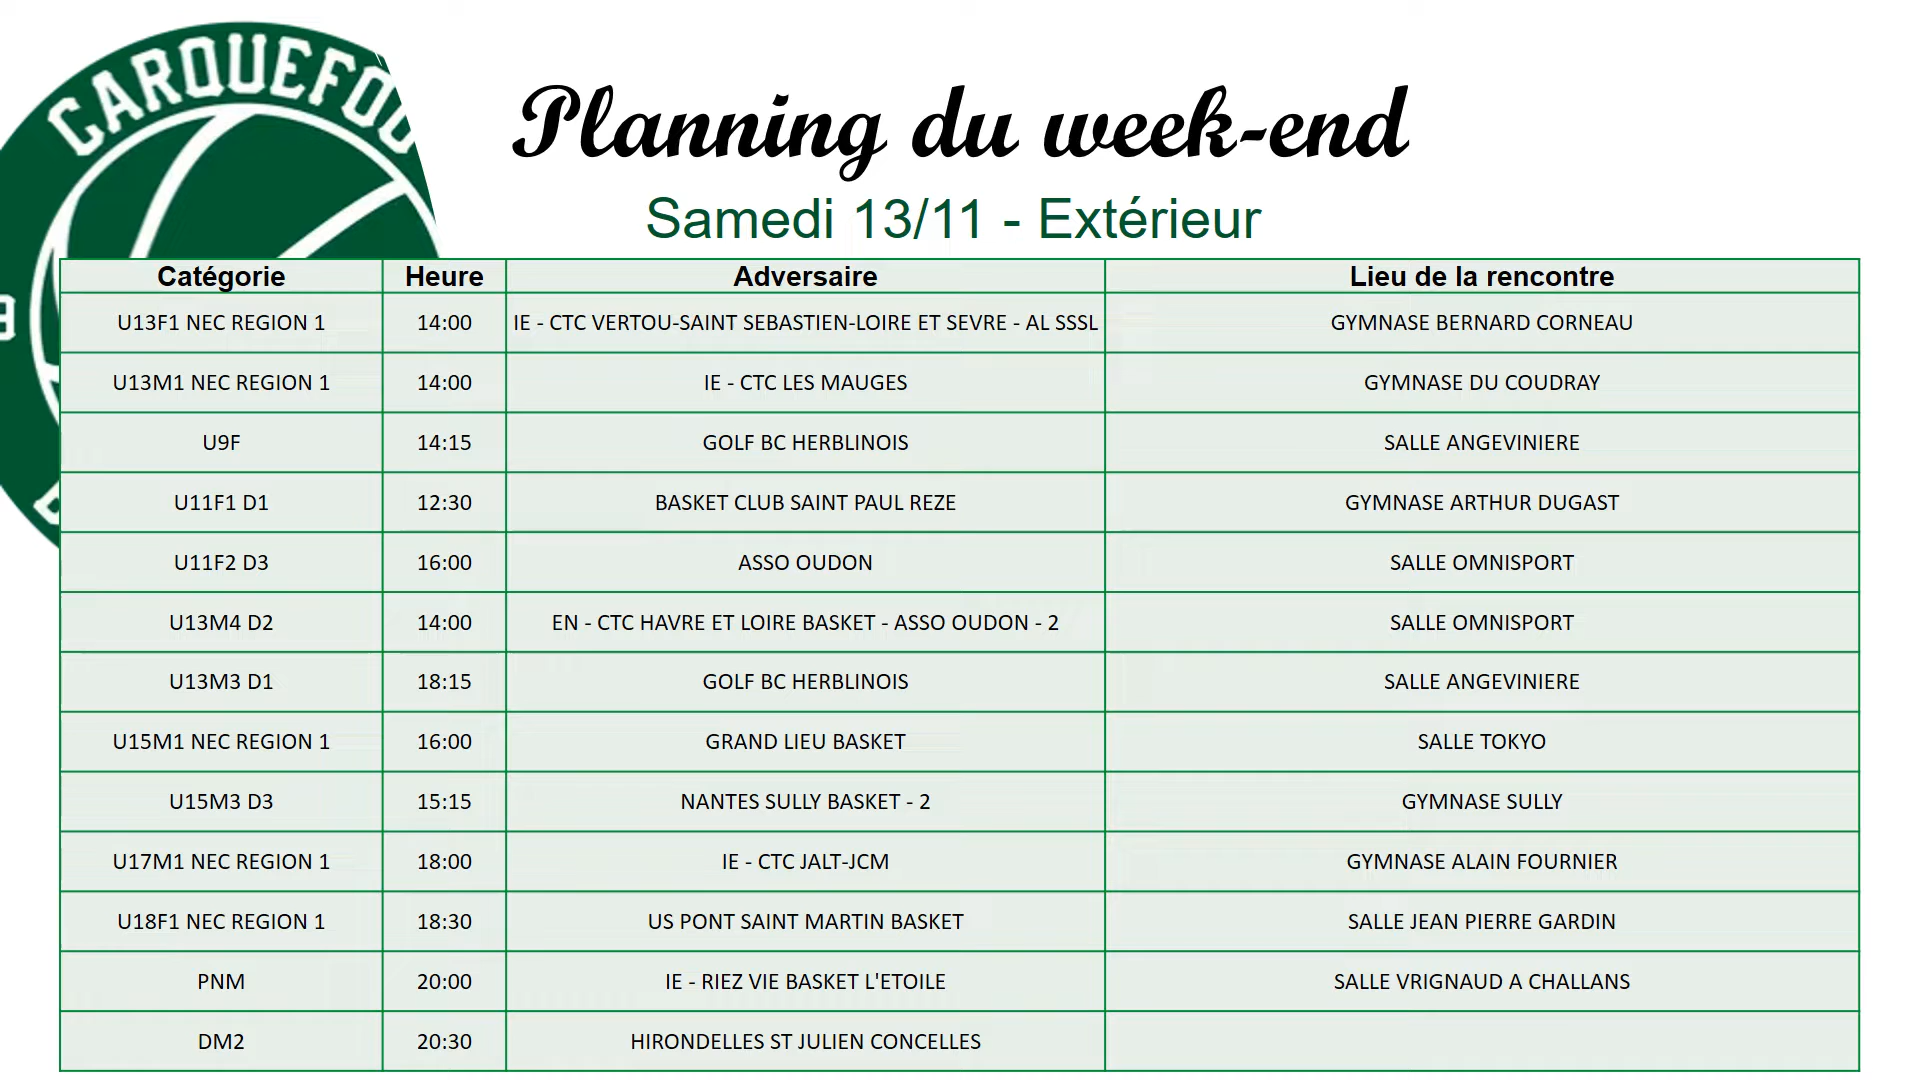 CARQUEFOU
Planning du week-end
Samedi 13/11 - Extérieur
Catégorie Heure Adversaire Lieu de la rencontre
U13F1 NEC REGION 1 14:00 IE - CTC VERTOU-SAINT SEBASTIEN-LOIRE ET SEVRE - AL SSSL GYMNASE BERNARD CORNEAU
U13M1 NEC REGION 1 14:00 IE - CTC LES MAUGES GYMNASE DU COUDRAY
U9F 14:15 GOLF BC HERBLINOIS SALLE ANGEVINIERE
U11F1 D1 12:30 BASKET CLUB SAINT PAUL REZE GYMNASE ARTHUR DUGAST
U11F2 D3 16:00 ASSO OUDON SALLE OMNISPORT
U13M4 D2 14:00 EN - CTC HAVRE ET LOIRE BASKET - ASSO OUDON - 2 SALLE OMNISPORT
U13M3 D1 18:15 GOLF BC HERBLINOIS SALLE ANGEVINIERE
U15M1 NEC REGION 1 16:00 GRAND LIEU BASKET SALLE TOKYO
U15M3 D3 15:15 NANTES SULLY BASKET - 2 GYMNASE SULLY
U17M1 NEC REGION 1 18:00 IE - CTC JALT-JCM GYMNASE ALAIN FOURNIER
U18F1 NEC REGION 1 18:30 US PONT SAINT MARTIN BASKET SALLE JEAN PIERRE GARDIN
PNM 20:00 IE - RIEZ VIE BASKET L'ETOILE SALLE VRIGNAUD A CHALLANS
DM2 20:30 HIRONDELLES ST JULIEN CONCELLES